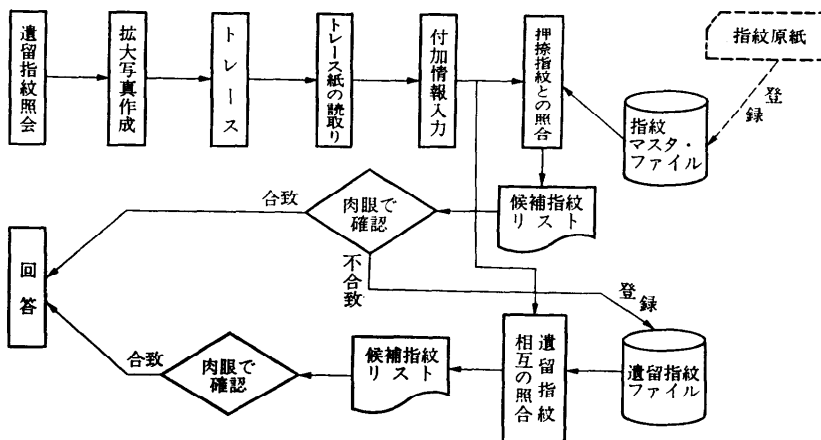 遺留指紋照会
拡大写真作成
トレース
トレース紙の読取り
付加情報入力
押捺指紋との照合
指紋原紙
登録
指紋
マスタ・
ファイル
候補指紋
リスト
肉眼で
確認
合致
不合致
回答
登録
遺留指紋
ファイル
遺留指紋
相互の照合
候補指紋
リスト
肉眼で
確認
合致